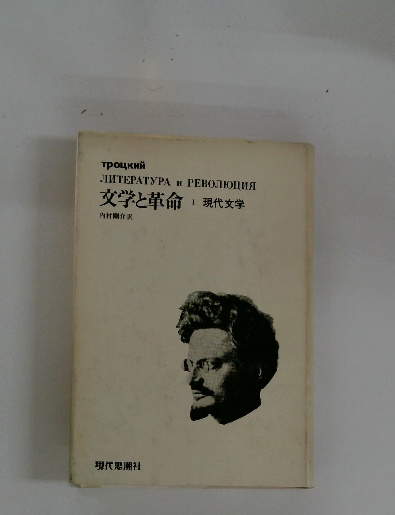 троцкий
ЛИТЕРАТУРА и РЕВОЛЮЦИЯ
文学と革命 I 現代文学
内村剛介訳
現代思潮社